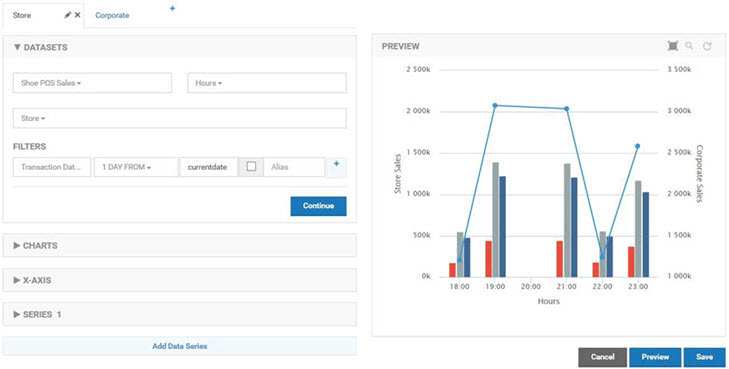 Store Corporate +
▼ DATASETS
Shoe POS Sales Hours
Store
FILTERS
Transaction Dat... 1 DAY FROM currentdate Alias +
Continue
▶ CHARTS
▶ X-AXIS
▶ SERIES 1
Add Data Series
PREVIEW
2 500k 3 500k
2 000k 3 000k
1 500k 2 500k
1 000k 2 000k
500k 1 500k
0k 1 000k
Store Sales
Corporate Sales
18:00 19:00 20:00 21:00 22:00 23:00
Hours
Cancel Preview Save